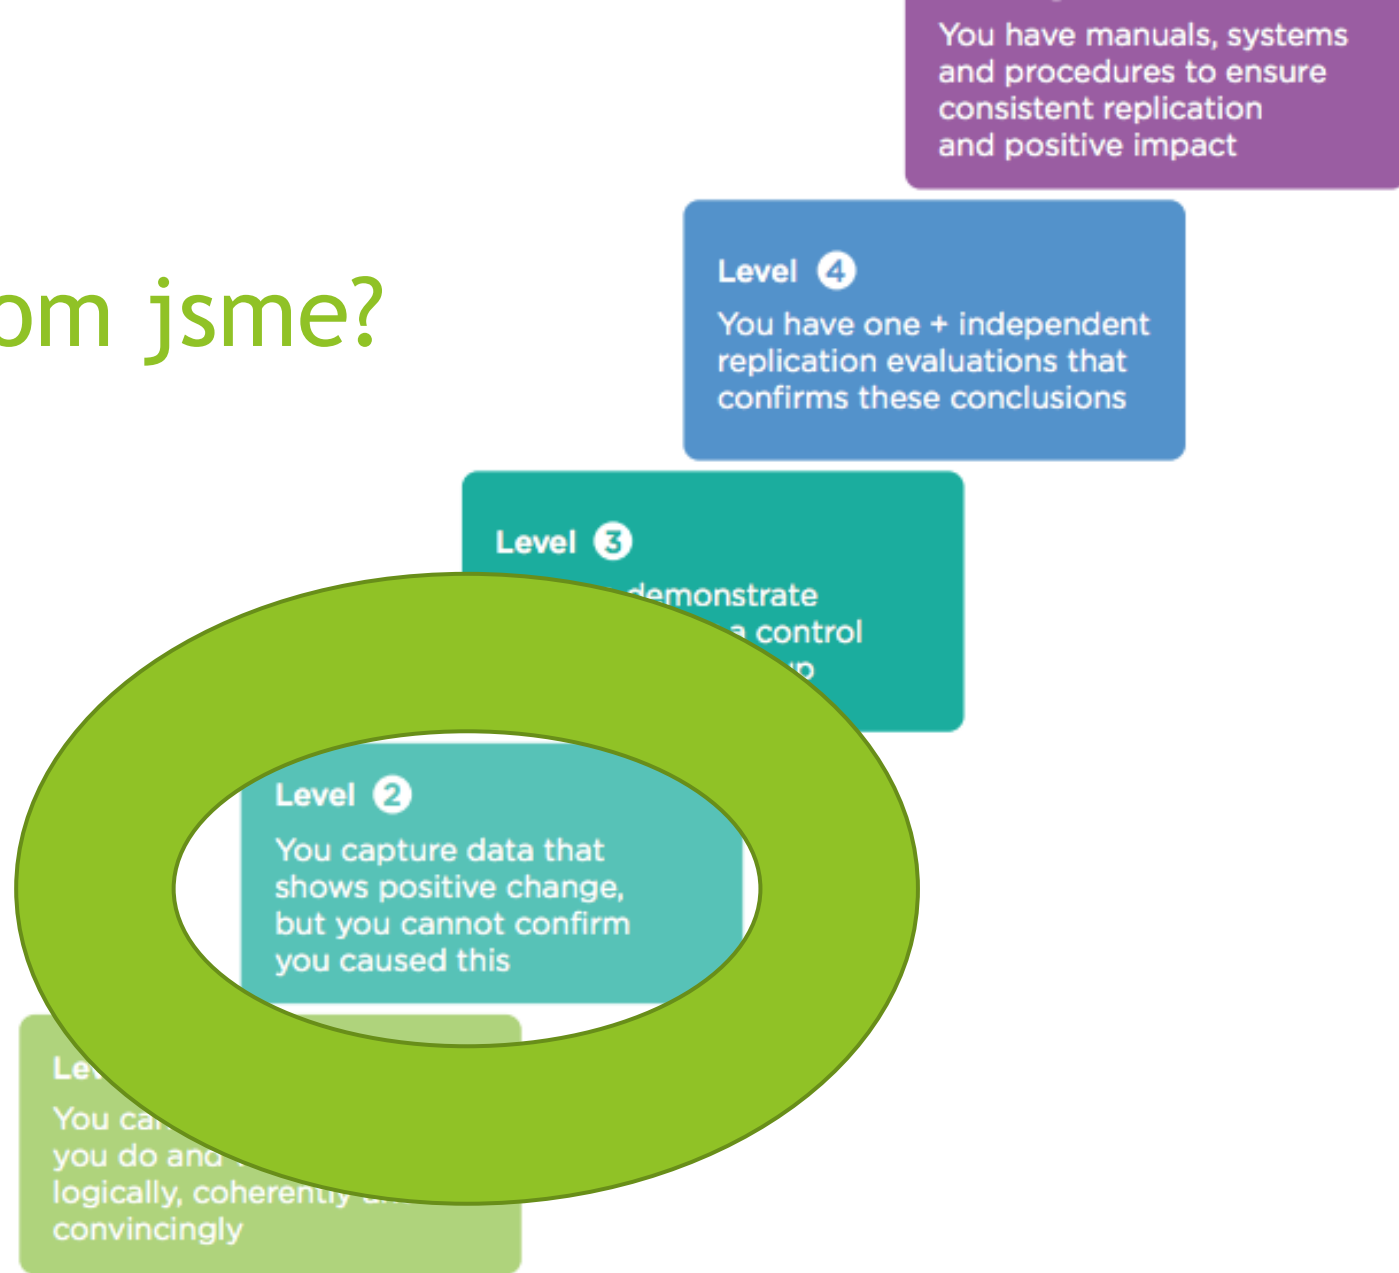 You have manuals, systems
and procedures to ensure
consistent replication
and positive impact
jsme?
Level 4
You have one + independent
replication evaluations that
confirms these conclusions
Level 3
demonstrate
a control
Level 2
You capture data that
shows positive change,
but you cannot confirm
you caused this
You
you do and
logically, coherently
convincingly